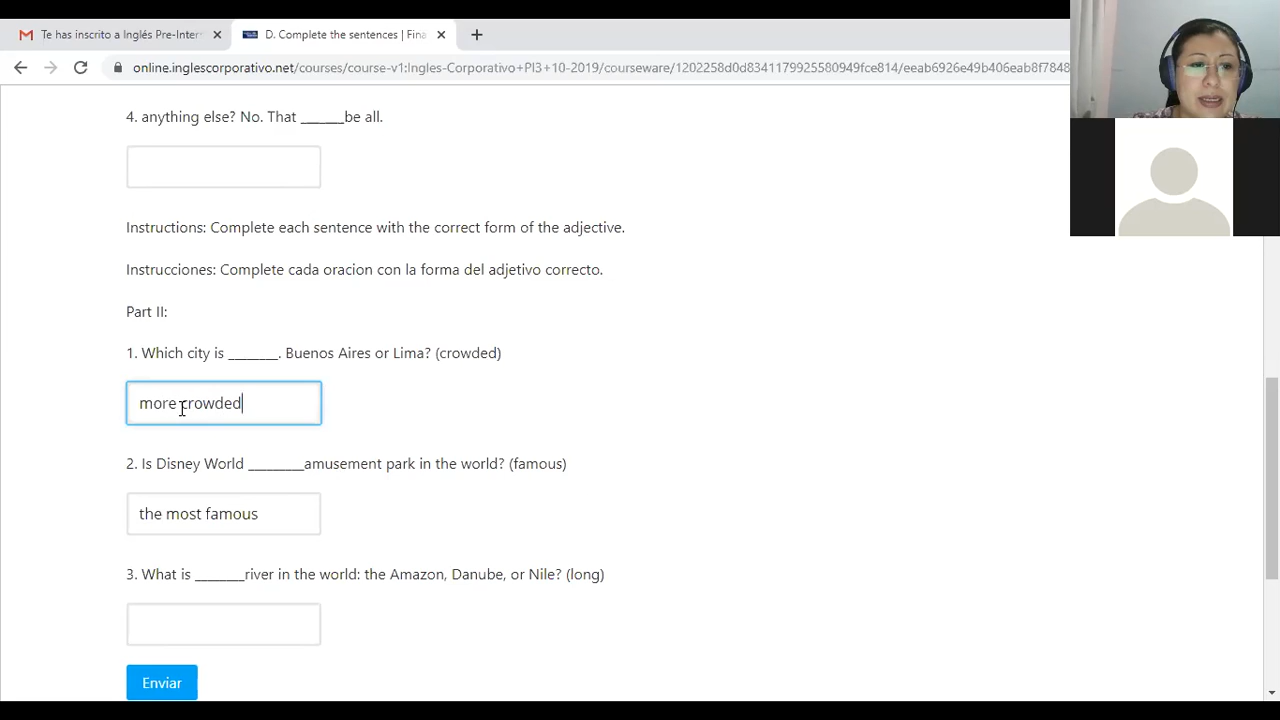 Te has inscrito a Inglés Pre-Inter
D. Complete the sentences | Fina
online.inglescorporativo.net/courses/course-v1:Ingles-Corporativo+PI3+10-2019/courseware/1202258d0d8341179925580949fce814/eeab6926e49b406eab8f7848
4. anything else? No. That ______be all.
Instructions: Complete each sentence with the correct form of the adjective.
Instrucciones: Complete cada oracion con la forma del adjetivo correcto.
Part II:
1. Which city is _______. Buenos Aires or Lima? (crowded)
more crowded
2. Is Disney World ________amusement park in the world? (famous)
the most famous
3. What is _______river in the world: the Amazon, Danube, or Nile? (long)
Enviar